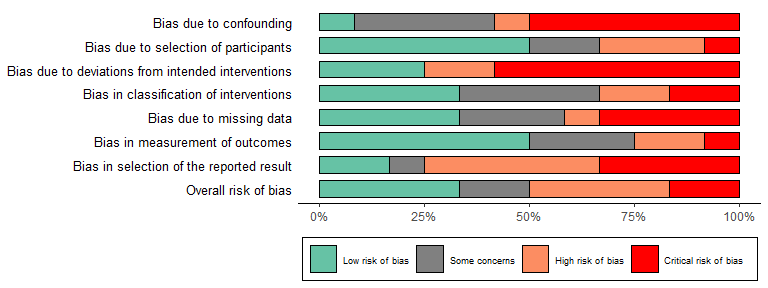 Bias due to confounding
Bias due to selection of participants
Bias due to deviations from intended interventions
Bias in classification of interventions
Bias due to missing data
Bias in measurement of outcomes
Bias in selection of the reported result
Overall risk of bias
0% 25% 50% 75% 100%
Low risk of bias Some concerns High risk of bias Critical risk of bias